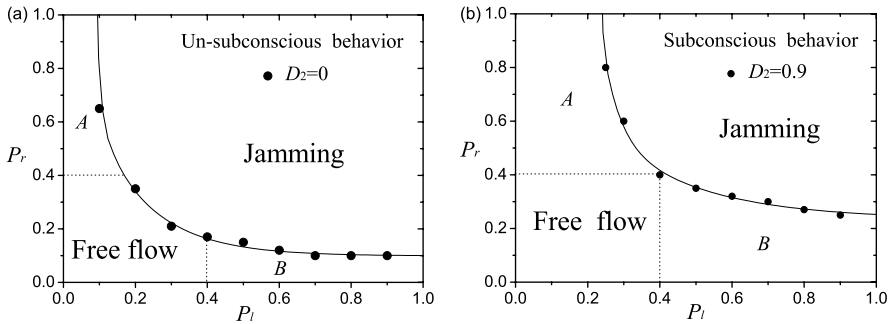 (a)
1.0
0.8
0.6
0.4
0.2
0.0
Pr
Un-subconscious behavior
D2=0
A
Jamming
Free flow
B
0.0 0.2 0.4 0.6 0.8 1.0
Pl
(b)
1.0
0.8
0.6
0.4
0.2
0.0
Pr
Subconscious behavior
D2=0.9
A
Jamming
Free flow
B
0.0 0.2 0.4 0.6 0.8 1.0
Pl